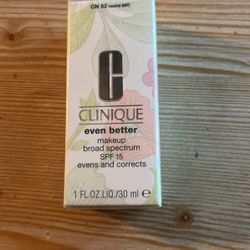 CN 52 neutral (MF)
CLINIQUE
even better
makeup
broad spectrum
SPF 15
evens and corrects
1 FL.OZ.LIQ./30 ml e